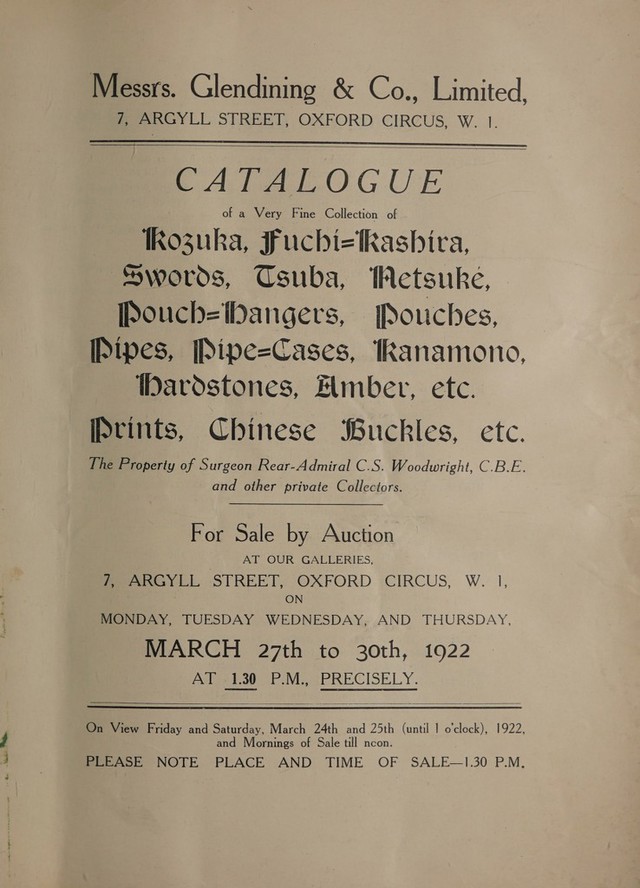 Messrs. Glendining & Co., Limited,
7, ARGYLL STREET, OXFORD CIRCUS, W. 1.
CATALOGUE
of a Very Fine Collection of
Kozuka, Fuchi=Kashira,
Swords, Tsuba, Netsuké,
Pouch=Hangers, Pouches,
Pipes, Pipe=Cases, Kanamono,
Hardstones, Amber, etc.
Prints, Chinese Buckles, etc.
The Property of Surgeon Rear-Admiral C.S. Woodwright, C.B.E.
and other private Collectors.
For Sale by Auction
AT OUR GALLERIES,
7, ARGYLL STREET, OXFORD CIRCUS, W. 1,
ON
MONDAY, TUESDAY WEDNESDAY, AND THURSDAY,
MARCH 27th to 30th, 1922
AT 1.30 P.M., PRECISELY.
On View Friday and Saturday, March 24th and 25th (until 1 o'clock), 1922,
and Mornings of Sale till noon.
PLEASE NOTE PLACE AND TIME OF SALE—1.30 P.M.